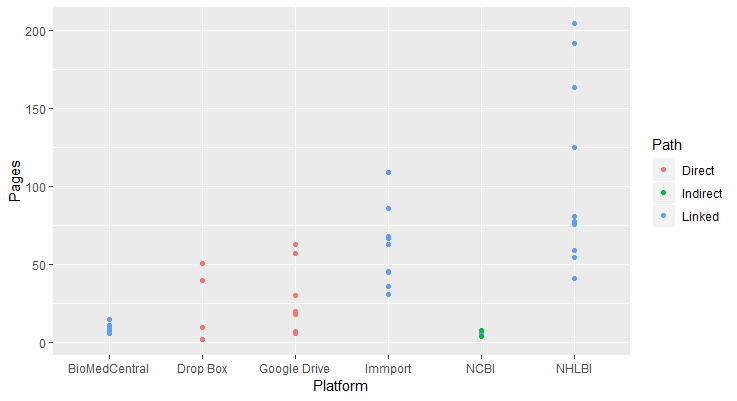 Pages
200
150
100
50
0
BioMedCentral Drop Box Google Drive Immport NCBI NHLBI
Platform
Path
Direct
Indirect
Linked